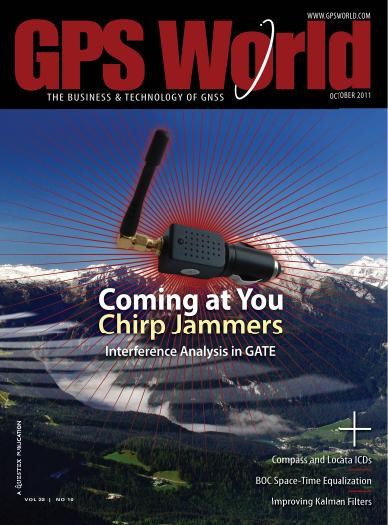 WWW.GPSWORLD.COM
GPS World
THE BUSINESS & TECHNOLOGY OF GNSS
OCTOBER 2011
Coming at You
Chirp Jammers
Interference Analysis in GATE
Compass and Locata ICDs
BOC Space-Time Equalization
Improving Kalman Filters
A QUESTEX PUBLICATION
VOL 22 | NO 10